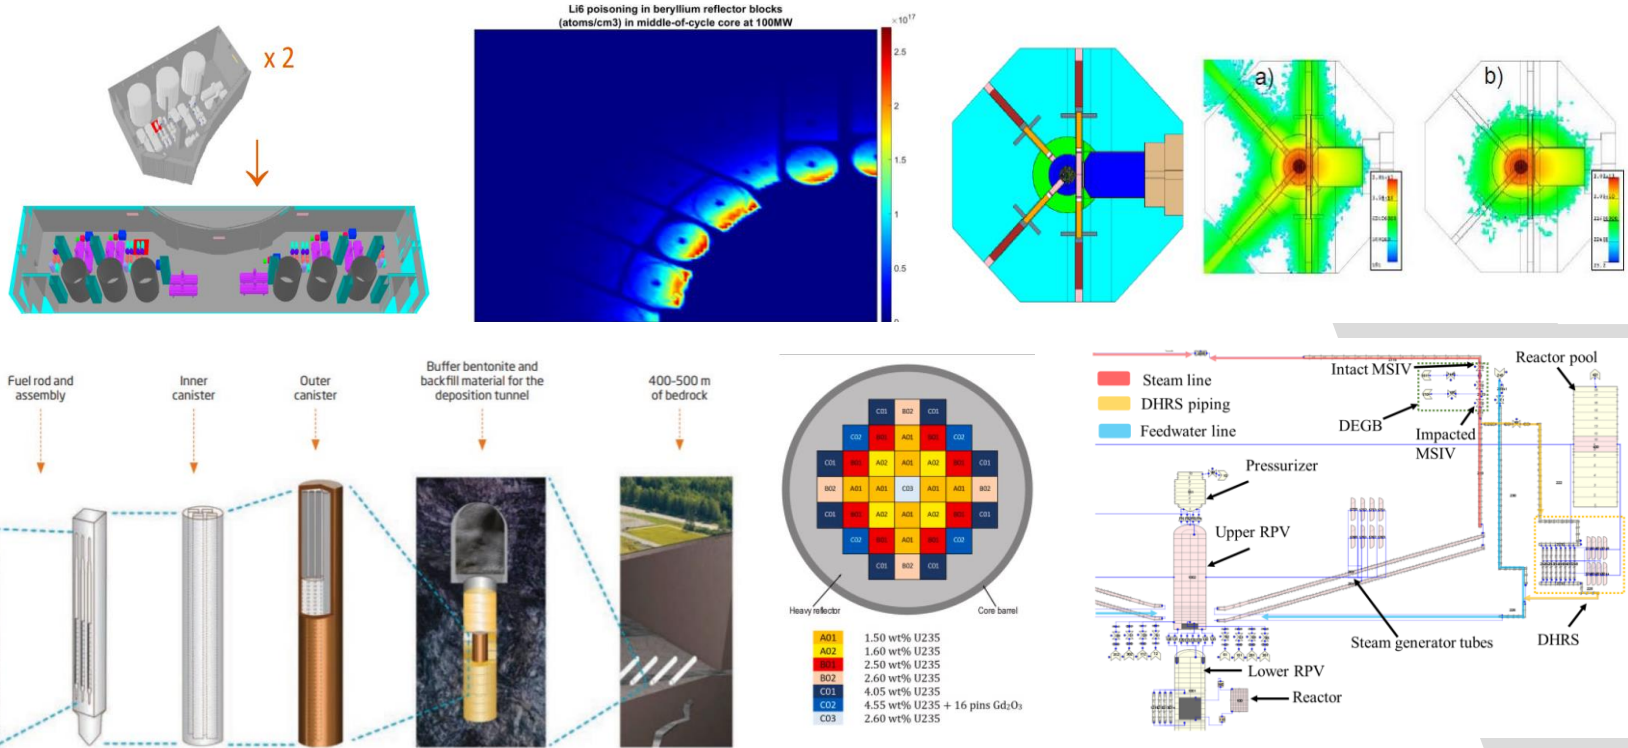 x 2
Li6 poisoning in beryllium reflector blocks
(atoms/cm3) in middle-of-cycle core at 100MW
×10¹⁷
2.5
2
1.5
1
0.5
0
a)
b)
Fuel rod and
assembly
Inner
canister
Outer
canister
Buffer bentonite and
backfill material for the
deposition tunnel
400-500 m
of bedrock
C01 B02 C01
C02 B01 A01 B01 C02
C01 B01 A02 A01 A02 B01 C01
B02 A01 A01 C03 A01 A01 B02
C01 B01 A02 A01 A02 B01 C01
C02 B01 A01 B01 C02
C01 B02 C01
Heavy reflector
Core barrel
A01 1.50 wt% U235
A02 1.60 wt% U235
B01 2.50 wt% U235
B02 2.60 wt% U235
C01 4.05 wt% U235
C02 4.55 wt% U235 + 16 pins Gd₂O₃
C03 2.60 wt% U235
Steam line
DHRS piping
Feedwater line
Intact MSIV
Reactor pool
DEGB
Impacted
MSIV
Pressurizer
Upper RPV
Steam generator tubes
DHRS
Lower RPV
Reactor